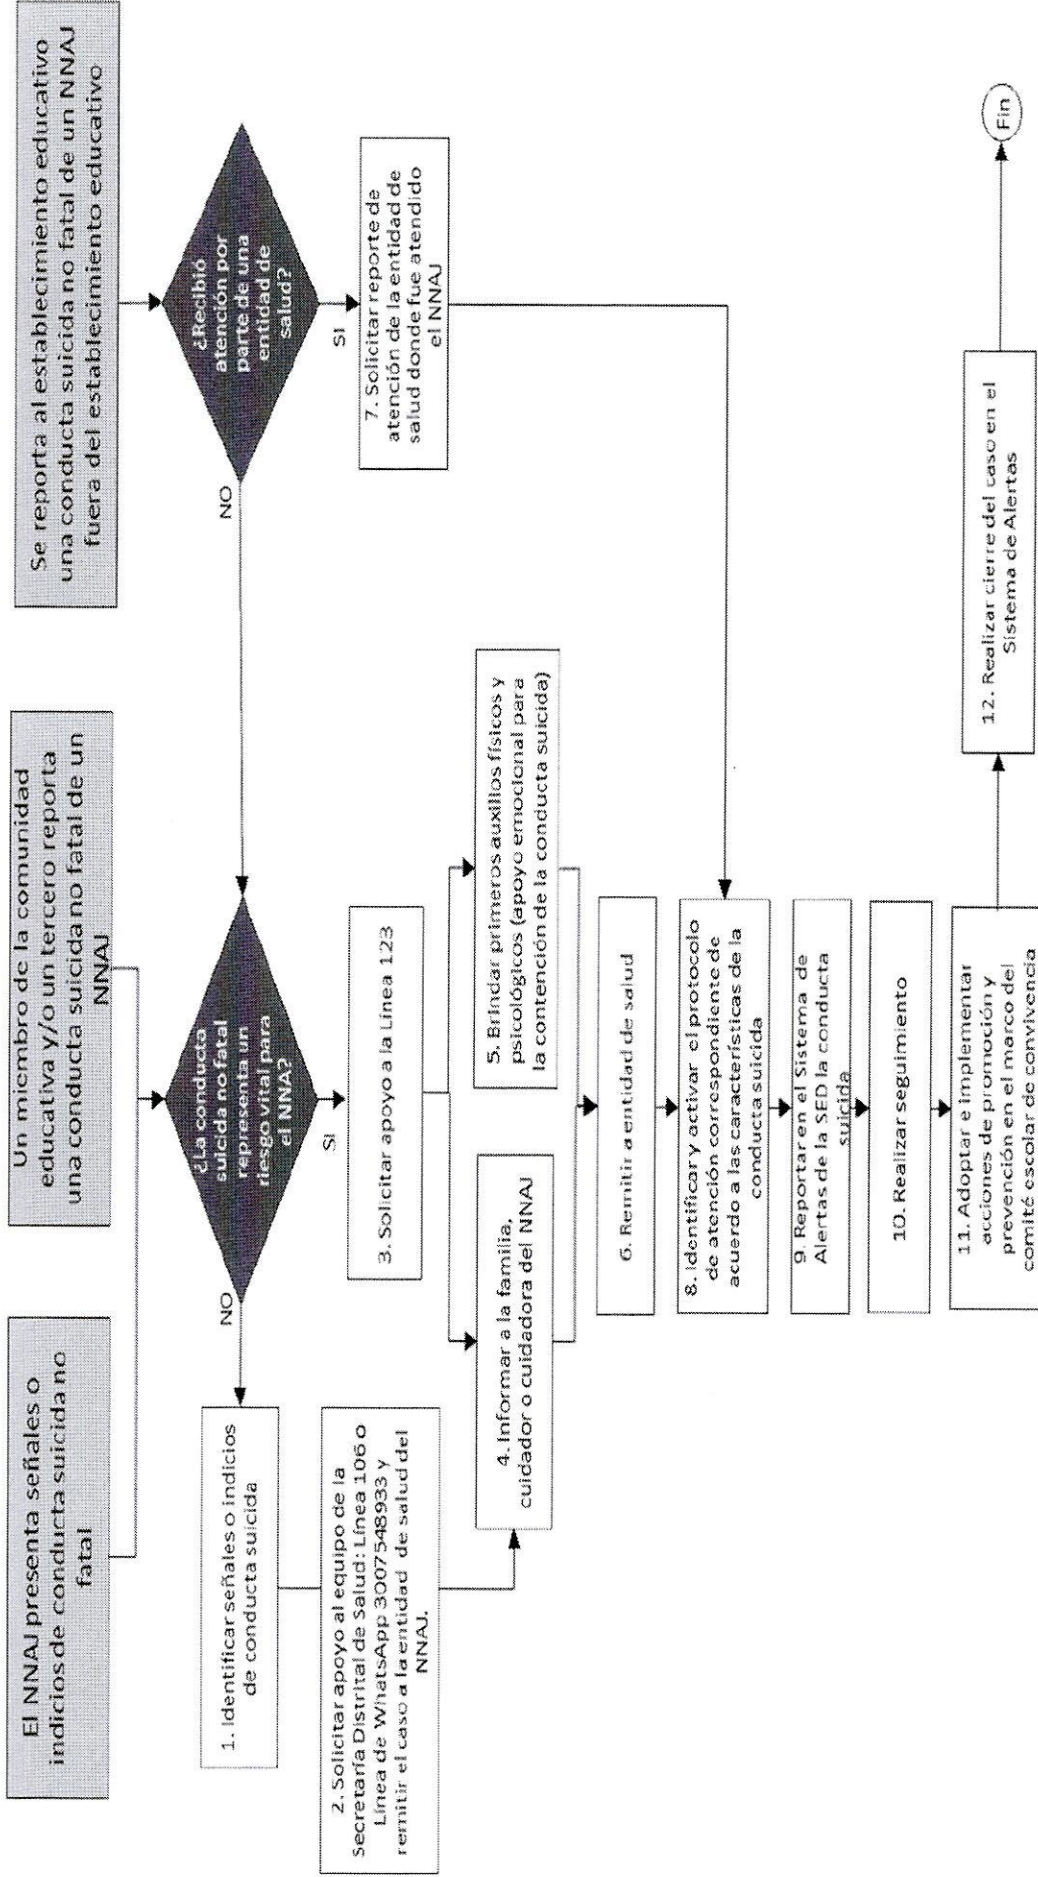 El NNAJ presenta señales o
indicios de conducta suicida no
fatal
Un miembro de la comunidad
educativa y/o un tercero reporta
una conducta suicida no fatal de un
NNAJ
Se reporta al establecimiento educativo
una conducta suicida no fatal de un NNAJ
fuera del establecimiento educativo
¿La conducta
suicida no fatal
representa un
riesgo vital para
el NNA?
¿Recibió
atención por
parte de una
entidad de
salud?
NO
SI
NO
SI
1. Identificar señales o indicios
de conducta suicida
2. Solicitar apoyo al equipo de la
Secretaría Distrital de Salud: Línea 106 o
Línea de WhatsApp 3007548933 y
remitir el caso a la entidad de salud del
NNAJ.
3. Solicitar apoyo a la Línea 123
7. Solicitar reporte de
atención de la entidad de
salud donde fue atendido
el NNAJ
4. Informar a la familia,
cuidador o cuidadora del NNAJ
5. Brindar primeros auxilios físicos y
psicológicos (apoyo emocional para
la contención de la conducta suicida)
6. Remitir a entidad de salud
8. Identificar y activar el protocolo
de atención correspondiente de
acuerdo a las características de la
conducta suicida
9. Reportar en el Sistema de
Alertas de la SED la conducta
suicida
10. Realizar seguimiento
11. Adoptar e implementar
acciones de promoción y
prevención en el marco del
comité escolar de convivencia
12. Realizar cierre del caso en el
Sistema de Alertas
Fin